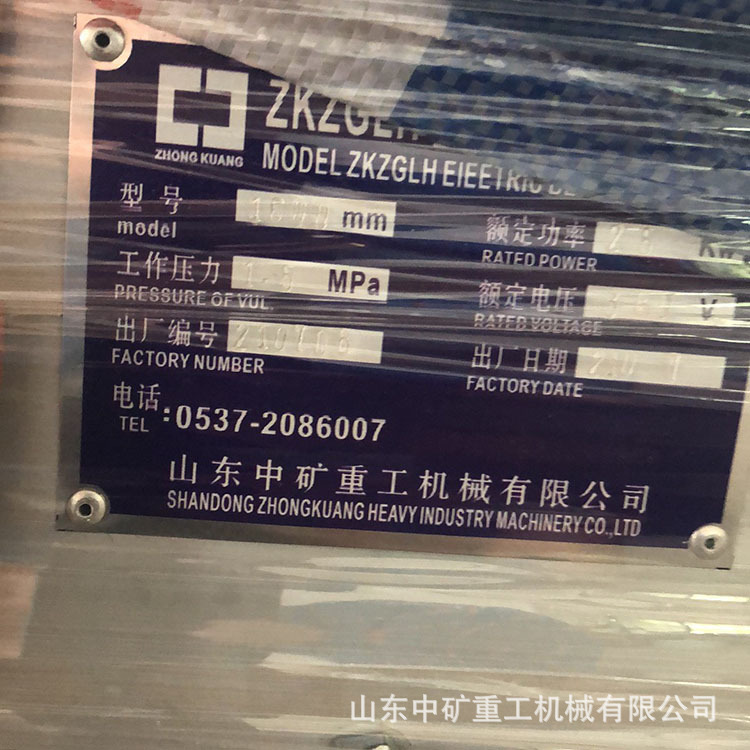 ZKZGLH
ZHONG KUANG
MODEL ZKZGLH EIEETRIC
型号 mm
model
额定功率
RATED POWER
工作压力 MPa
PRESSURE OF VUL.
额定电压 V
RATED VOLTAGE
出厂编号 210706
FACTORY NUMBER
出厂日期
FACTORY DATE
电话
TEL :0537-2086007
山东中矿重工机械有限公司
SHANDONG ZHONGKUANG HEAVY INDUSTRY MACHINERY CO.,LTD
山东中矿重工机械有限公司